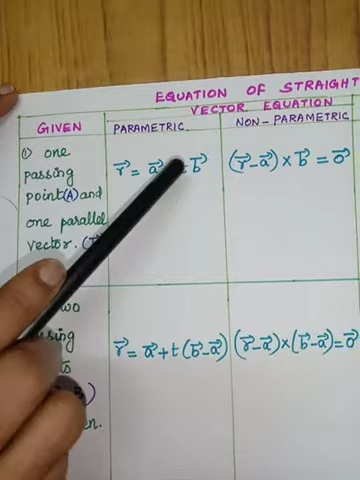 EQUATION OF STRAIGHT
VECTOR EQUATION
GIVEN
PARAMETRIC
NON-PARAMETRIC
① one
passing
point (A) and
one parallel
vector.
r⃗ = a⃗ b⃗
(r⃗-a⃗) × b⃗ = 0⃗
r⃗ = a⃗ + t (b⃗-a⃗)
(r⃗-a⃗) × (b⃗-a⃗) = 0⃗